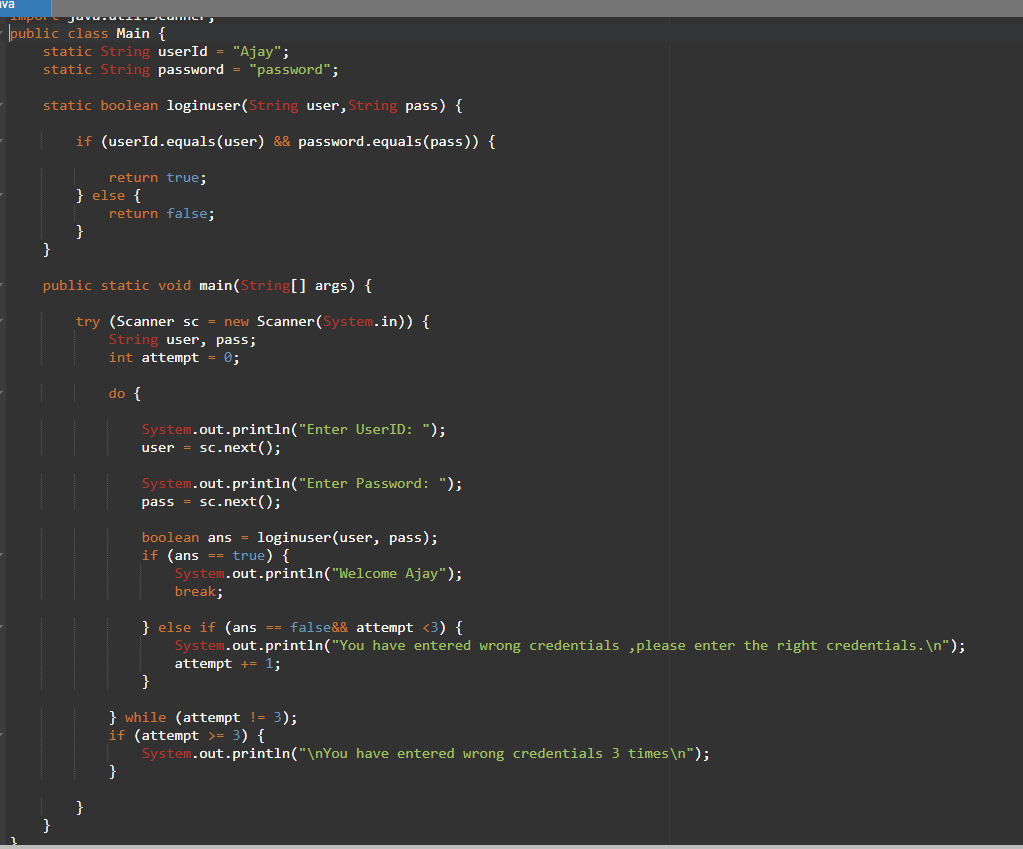 va
import java.util.Scanner;
public class Main {
    static String userId = "Ajay";
    static String password = "password";

    static boolean loginuser(String user,String pass) {

        if (userId.equals(user) && password.equals(pass)) {

            return true;
        } else {
            return false;
        }
    }

    public static void main(String[] args) {

        try (Scanner sc = new Scanner(System.in)) {
            String user, pass;
            int attempt = 0;

            do {

                System.out.println("Enter UserID: ");
                user = sc.next();

                System.out.println("Enter Password: ");
                pass = sc.next();

                boolean ans = loginuser(user, pass);
                if (ans == true) {
                    System.out.println("Welcome Ajay");
                    break;

                } else if (ans == false&& attempt <3) {
                    System.out.println("You have entered wrong credentials ,please enter the right credentials.\n");
                    attempt += 1;
                }

            } while (attempt != 3);
            if (attempt >= 3) {
                System.out.println("\nYou have entered wrong credentials 3 times\n");
            }

        }
    }
}